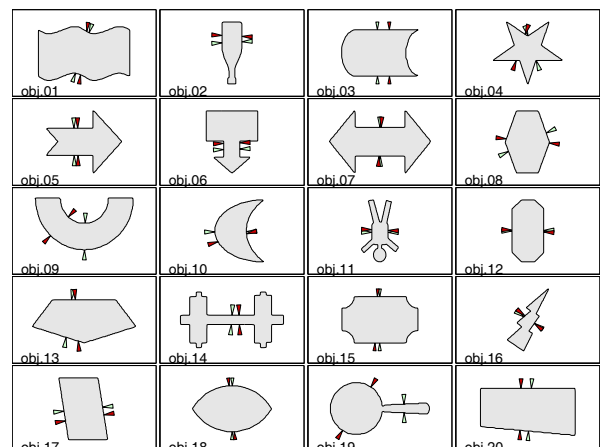 obj.01 obj.02 obj.03 obj.04
obj.05 obj.06 obj.07 obj.08
obj.09 obj.10 obj.11 obj.12
obj.13 obj.14 obj.15 obj.16
obj.17 obj.18 obj.19 obj.20